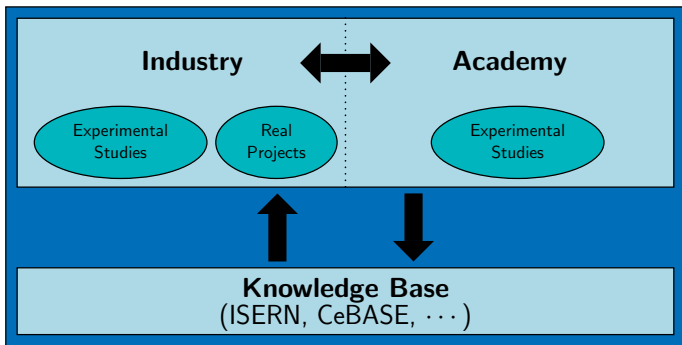 Industry
Academy
Experimental
Studies
Real
Projects
Experimental
Studies
Knowledge Base
(ISERN, CeBASE, · · · )